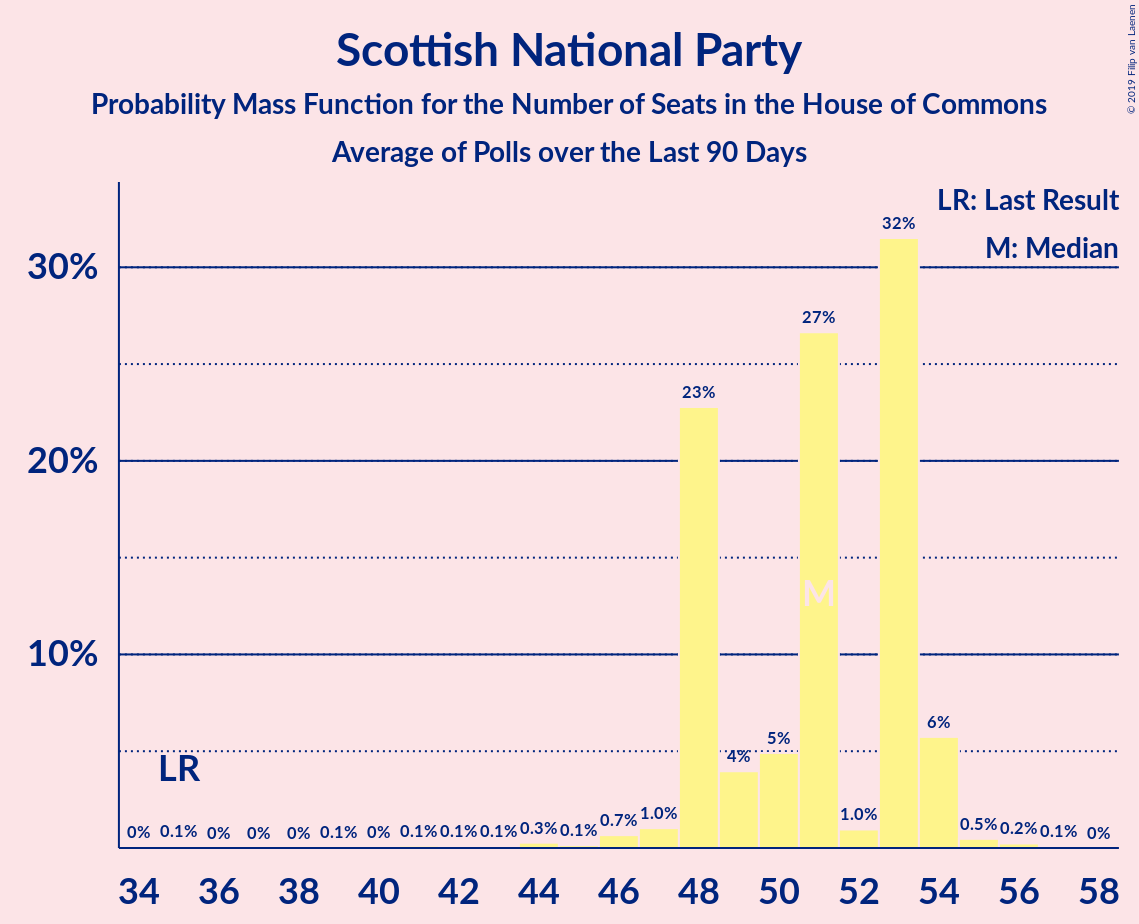 Scottish National Party
Probability Mass Function for the Number of Seats in the House of Commons
Average of Polls over the Last 90 Days
© 2019 Filip van Laenen
LR: Last Result
M: Median
30%
20%
10%
0% 0.1% 0% 0% 0% 0.1% 0% 0.1% 0.1% 0.1% 0.3% 0.1% 0.7% 1.0% 23% 4% 5% 27% 1.0% 32% 6% 0.5% 0.2% 0.1% 0%
LR
M
34 36 38 40 42 44 46 48 50 52 54 56 58